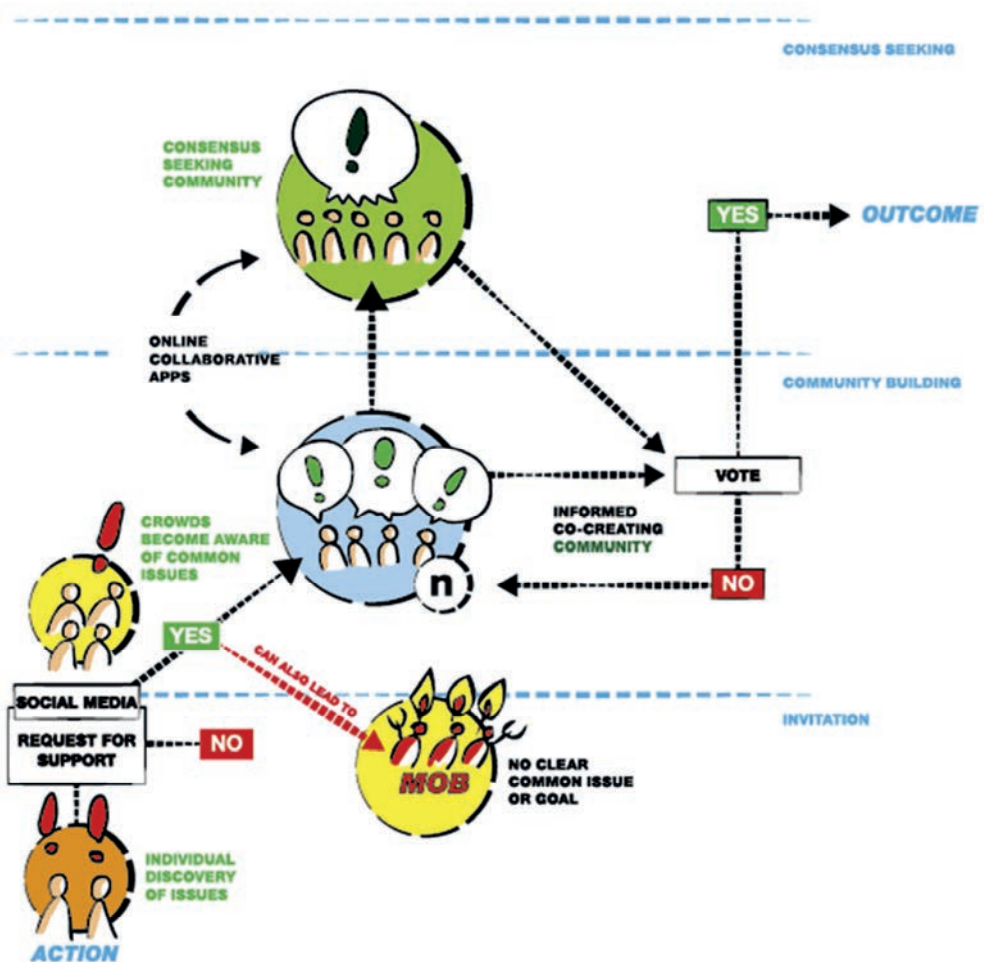 CONSENSUS SEEKING
CONSENSUS
SEEKING
COMMUNITY
YES
OUTCOME
ONLINE
COLLABORATIVE
APPS
COMMUNITY BUILDING
VOTE
INFORMED
CO-CREATING
COMMUNITY
CROWDS
BECOME AWARE
OF COMMON
ISSUES
n
NO
YES
CAN ALSO LEAD TO
SOCIAL MEDIA
INVITATION
REQUEST FOR
SUPPORT
NO
MOB
NO CLEAR
COMMON ISSUE
OR GOAL
INDIVIDUAL
DISCOVERY
OF ISSUES
ACTION